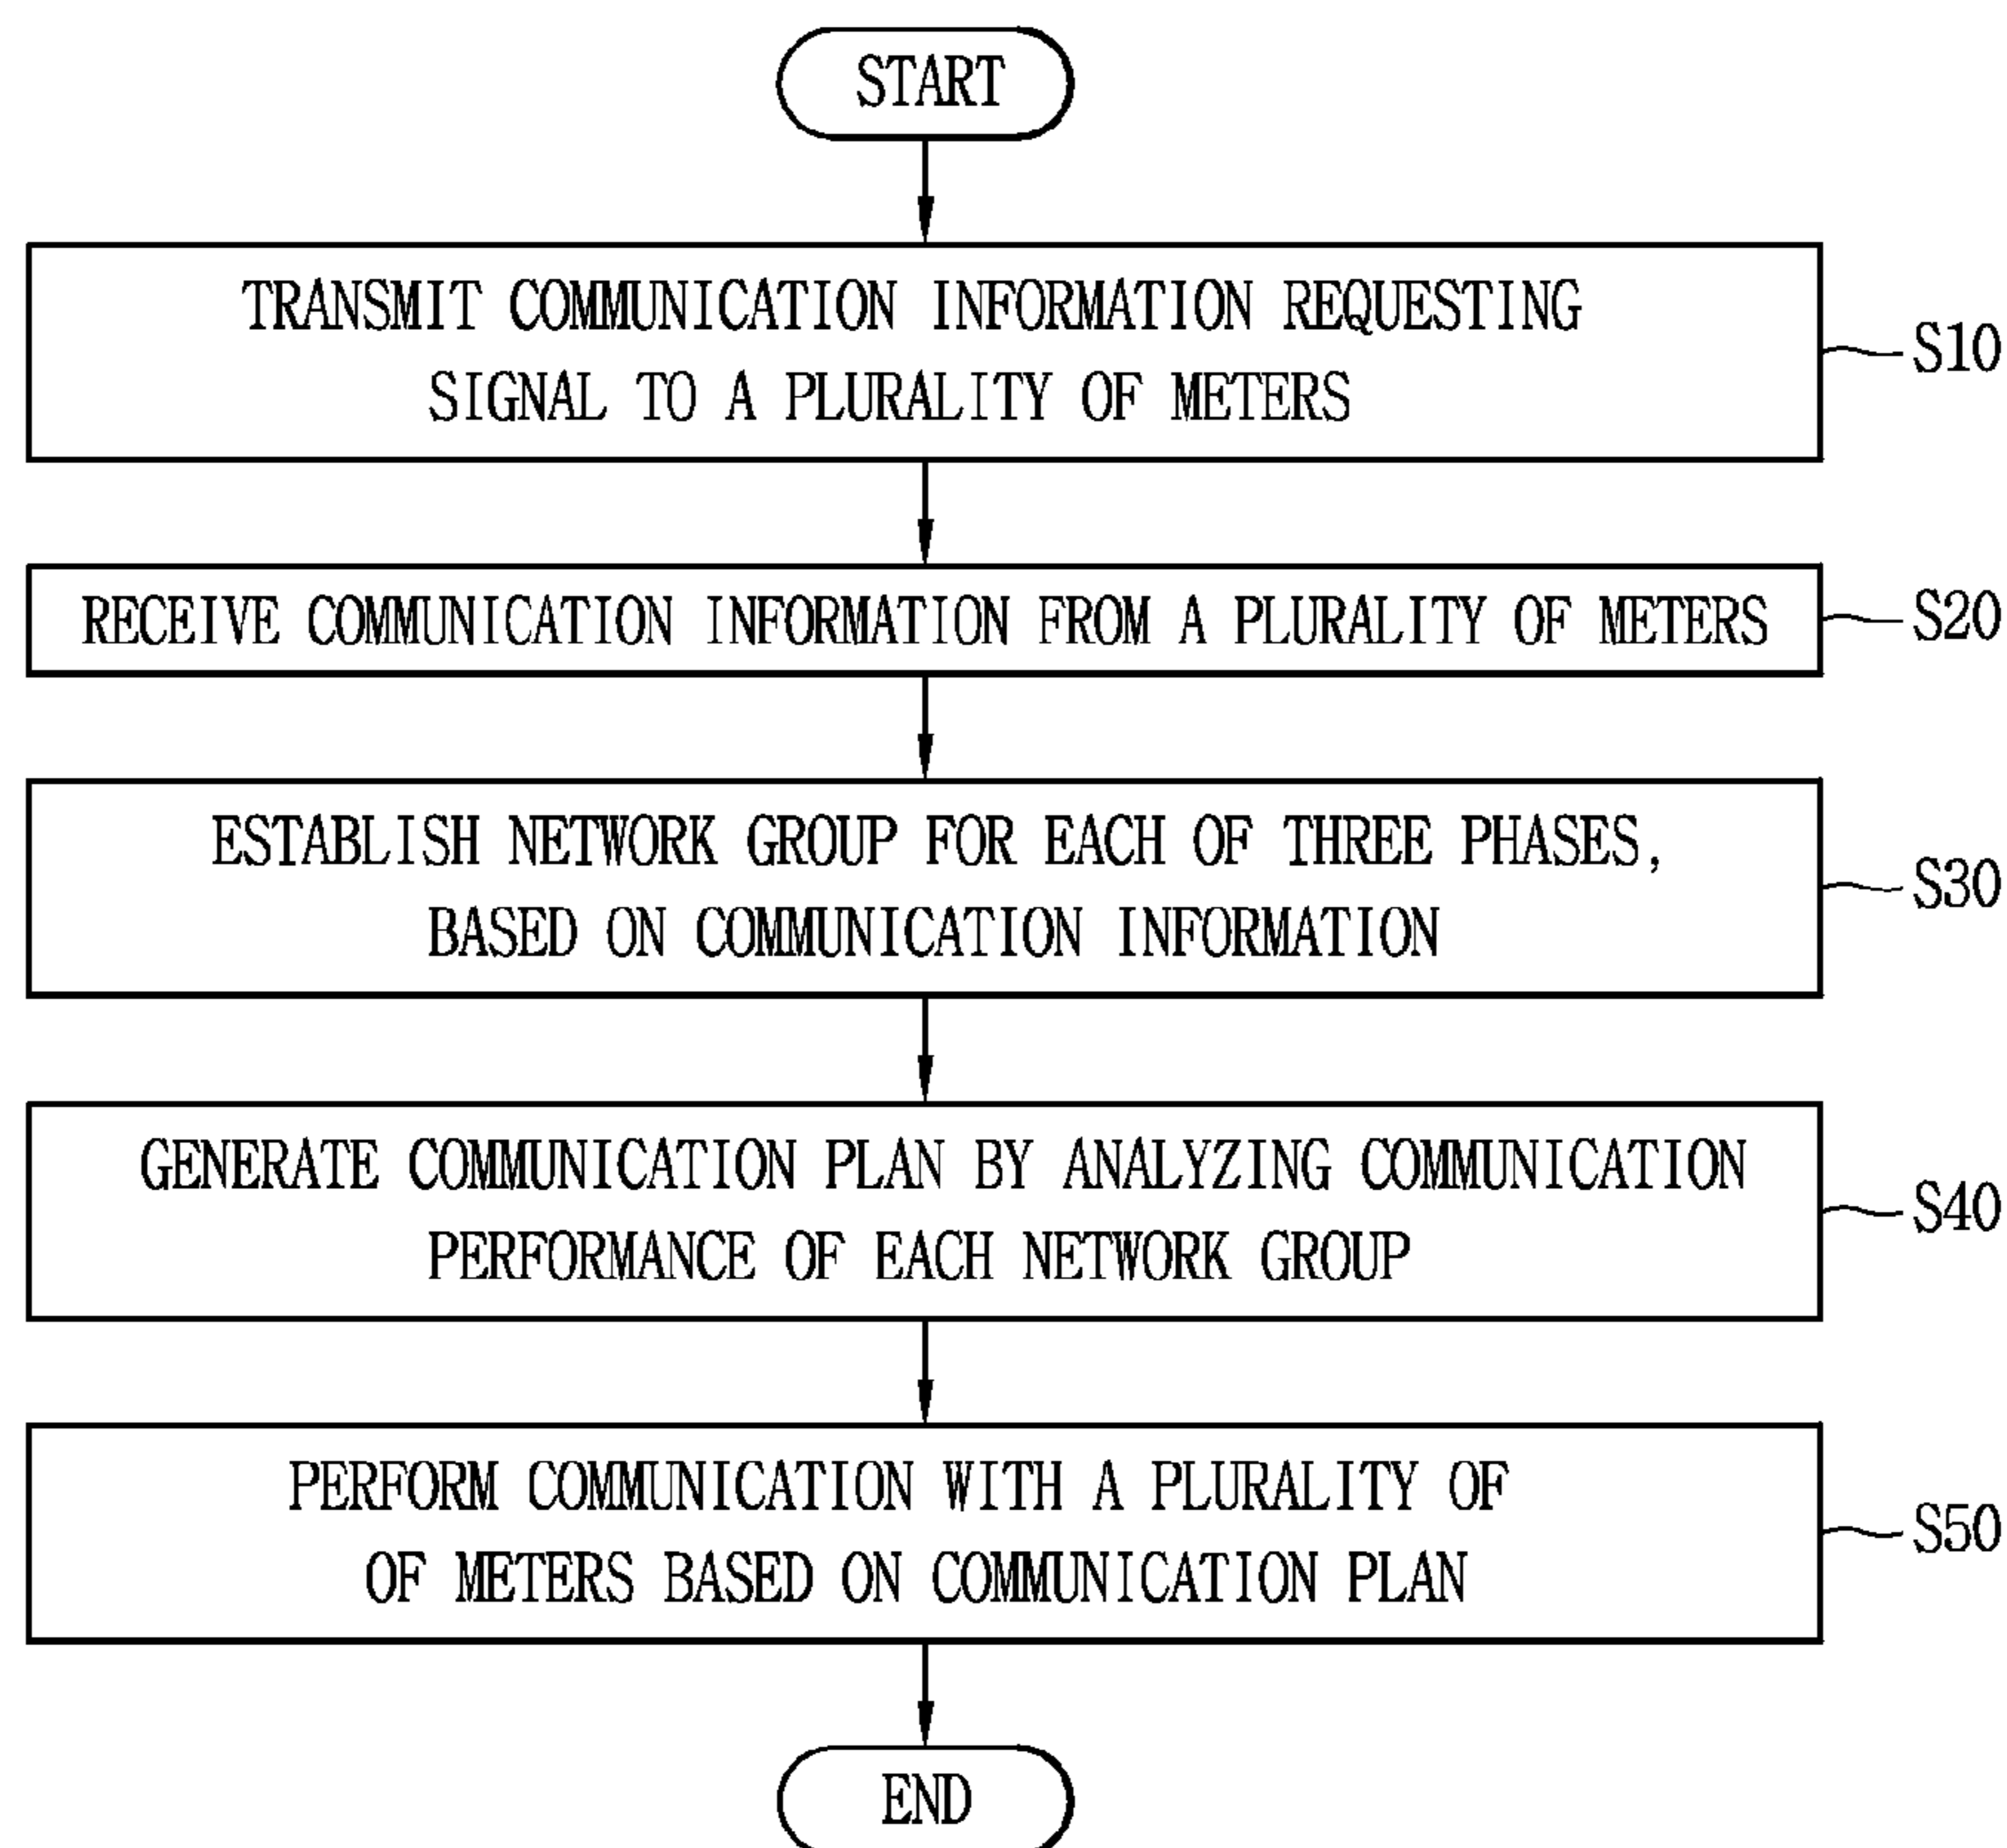 START
TRANSMIT COMMUNICATION INFORMATION REQUESTING
SIGNAL TO A PLURALITY OF METERS
S10
RECEIVE COMMUNICATION INFORMATION FROM A PLURALITY OF METERS
S20
ESTABLISH NETWORK GROUP FOR EACH OF THREE PHASES,
BASED ON COMMUNICATION INFORMATION
S30
GENERATE COMMUNICATION PLAN BY ANALYZING COMMUNICATION
PERFORMANCE OF EACH NETWORK GROUP
S40
PERFORM COMMUNICATION WITH A PLURALITY OF
OF METERS BASED ON COMMUNICATION PLAN
S50
END